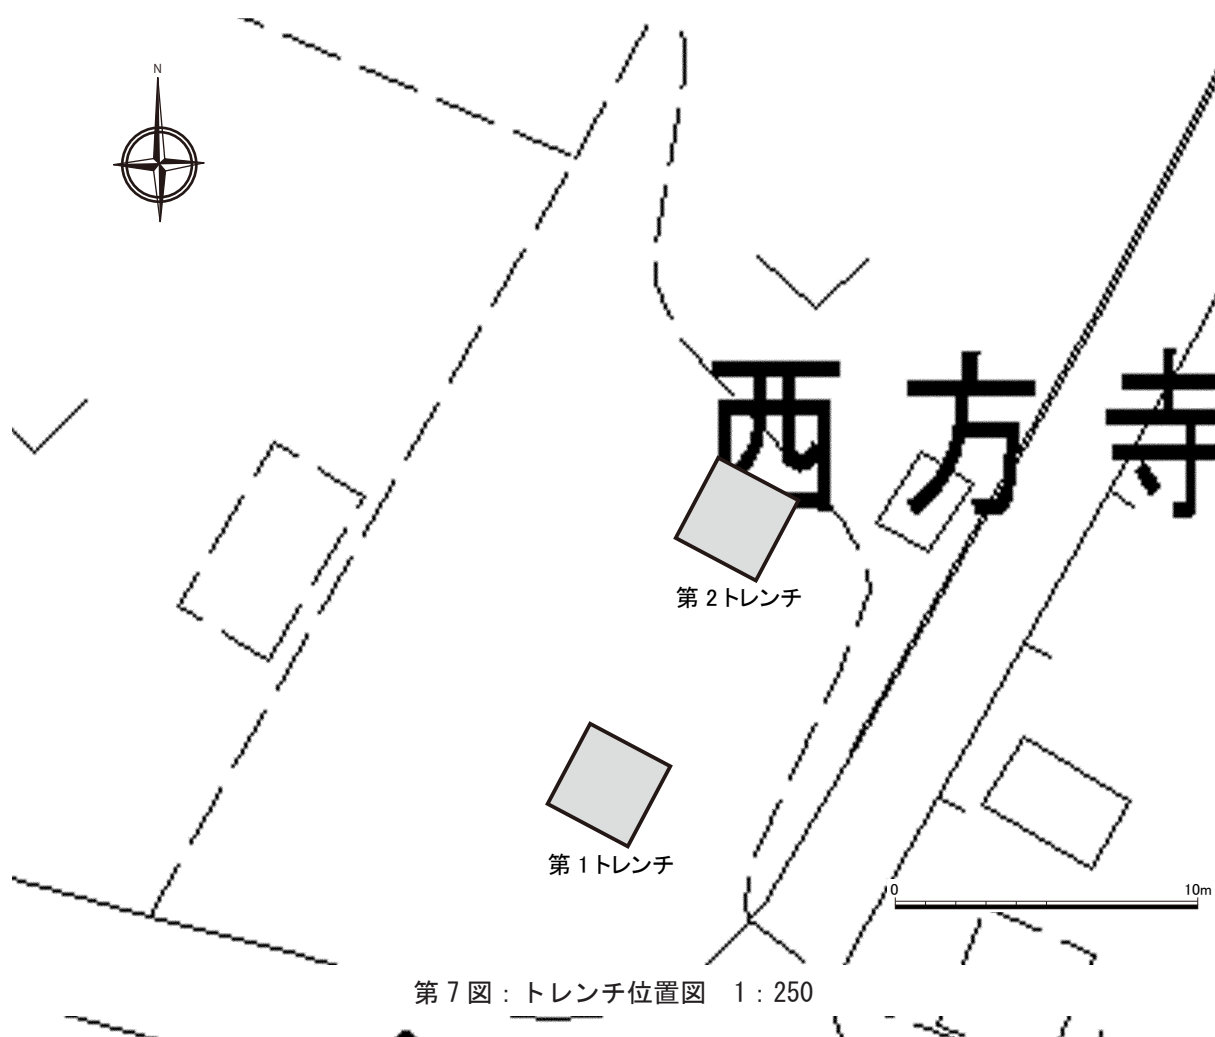 N
西方寺
第 2 トレンチ
第 1 トレンチ
0 10m
第 7 図：トレンチ位置図　1：250